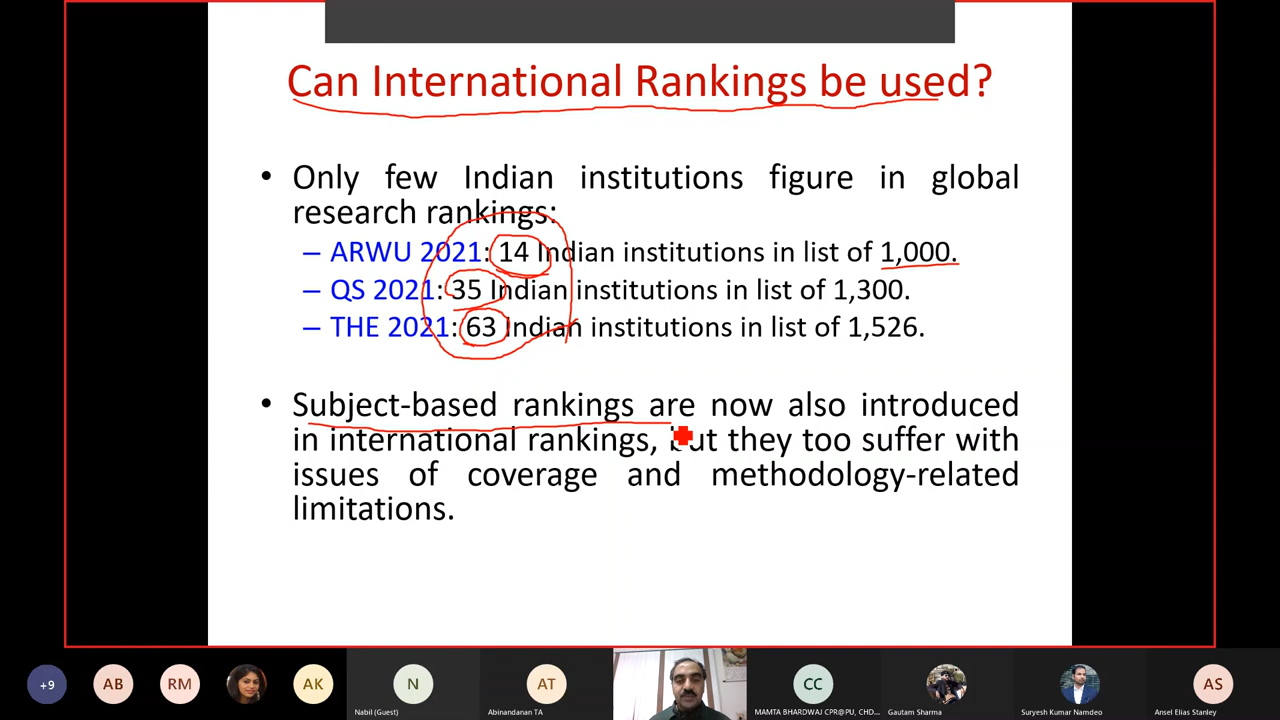 Can International Rankings be used?
• Only few Indian institutions figure in global
research rankings:
– ARWU 2021: 14 Indian institutions in list of 1,000.
– QS 2021: 35 Indian institutions in list of 1,300.
– THE 2021: 63 Indian institutions in list of 1,526.
• Subject-based rankings are now also introduced
in international rankings, but they too suffer with
issues of coverage and methodology-related
limitations.
+9 AB RM AK N AT CC AS
Nabil (Guest) Abinandanan TA MAMTA BHARDWAJ CPR@PU, CHD... Gautam Sharma Suryesh Kumar Namdeo Ansel Elias Stanley